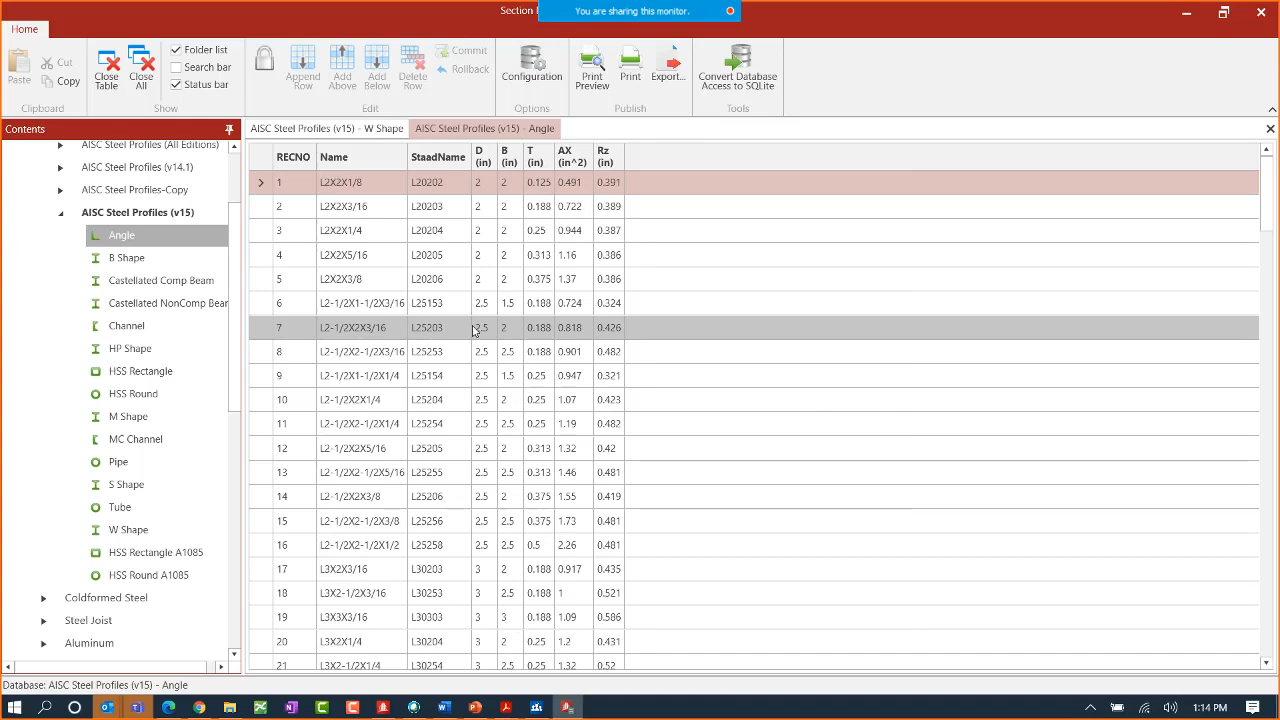 Section
You are sharing this monitor.
Home
Paste
Cut
Copy
Clipboard
Close Table
Close All
Folder list
Search bar
Status bar
Show
Append Row
Add Above
Add Below
Delete Row
Commit
Rollback
Edit
Configuration
Options
Print Preview
Print
Export...
Publish
Convert Database Access to SQLite
Tools
Contents
AISC Steel Profiles (All Editions)
AISC Steel Profiles (v14.1)
AISC Steel Profiles-Copy
AISC Steel Profiles (v15)
Angle
B Shape
Castellated Comp Beam
Castellated NonComp Bear
Channel
HP Shape
HSS Rectangle
HSS Round
M Shape
MC Channel
Pipe
S Shape
Tube
W Shape
HSS Rectangle A1085
HSS Round A1085
Coldformed Steel
Steel Joist
Aluminum
AISC Steel Profiles (v15) - W Shape AISC Steel Profiles (v15) - Angle
RECNO Name StaadName D (in) B (in) T (in) AX (in^2) Rz (in)
1 L2X2X1/8 L20202 2 2 0.125 0.491 0.391
2 L2X2X3/16 L20203 2 2 0.188 0.722 0.389
3 L2X2X1/4 L20204 2 2 0.25 0.944 0.387
4 L2X2X5/16 L20205 2 2 0.313 1.16 0.386
5 L2X2X3/8 L20206 2 2 0.375 1.37 0.386
6 L2-1/2X1-1/2X3/16 L25153 2.5 1.5 0.188 0.724 0.324
7 L2-1/2X2X3/16 L25203 2.5 2 0.188 0.818 0.426
8 L2-1/2X2-1/2X3/16 L25253 2.5 2.5 0.188 0.901 0.482
9 L2-1/2X1-1/2X1/4 L25154 2.5 1.5 0.25 0.947 0.321
10 L2-1/2X2X1/4 L25204 2.5 2 0.25 1.07 0.423
11 L2-1/2X2-1/2X1/4 L25254 2.5 2.5 0.25 1.19 0.482
12 L2-1/2X2X5/16 L25205 2.5 2 0.313 1.32 0.42
13 L2-1/2X2-1/2X5/16 L25255 2.5 2.5 0.313 1.46 0.481
14 L2-1/2X2X3/8 L25206 2.5 2 0.375 1.55 0.419
15 L2-1/2X2-1/2X3/8 L25256 2.5 2.5 0.375 1.73 0.481
16 L2-1/2X2-1/2X1/2 L25258 2.5 2.5 0.5 2.26 0.481
17 L3X2X3/16 L30203 3 2 0.188 0.917 0.435
18 L3X2-1/2X3/16 L30253 3 2.5 0.188 1 0.521
19 L3X3X3/16 L30303 3 3 0.188 1.09 0.586
20 L3X2X1/4 L30204 3 2 0.25 1.2 0.431
21 L3X2-1/2X1/4 L30254 3 2.5 0.25 1.32 0.52
Database: AISC Steel Profiles (v15) - Angle
1:14 PM